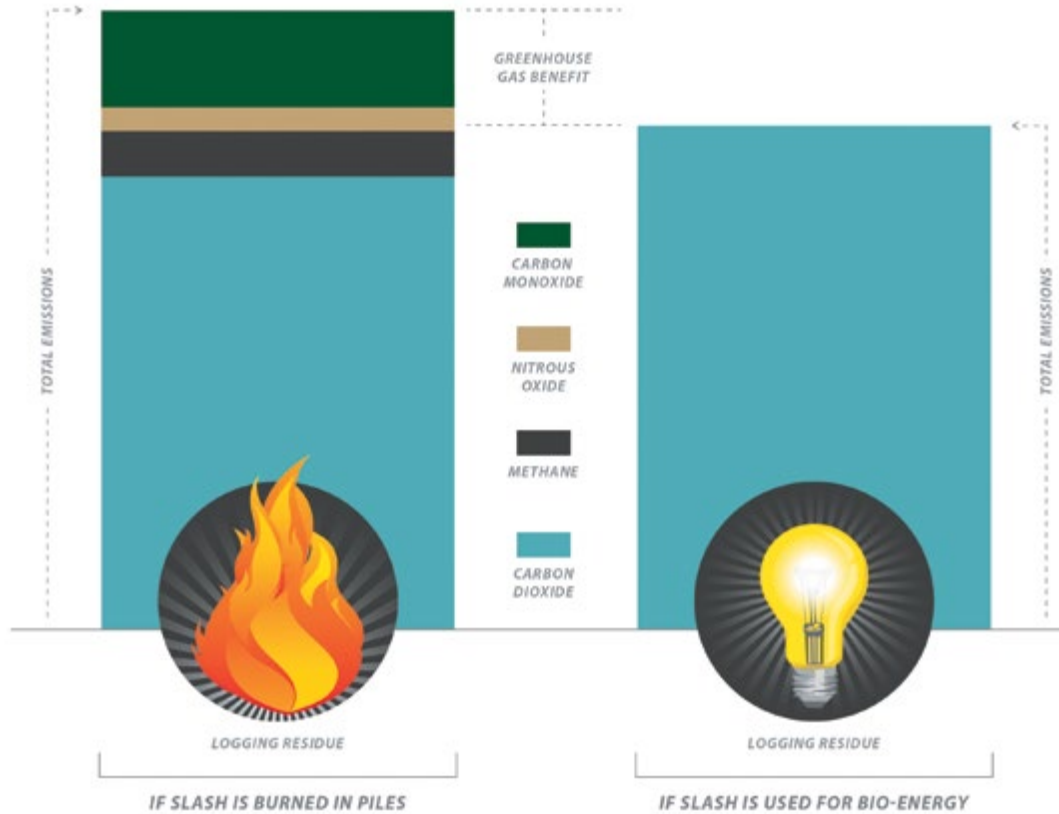 GREENHOUSE
GAS BENEFIT
TOTAL EMISSIONS
CARBON
MONOXIDE
NITROUS
OXIDE
METHANE
CARBON
DIOXIDE
TOTAL EMISSIONS
LOGGING RESIDUE
LOGGING RESIDUE
IF SLASH IS BURNED IN PILES
IF SLASH IS USED FOR BIO-ENERGY